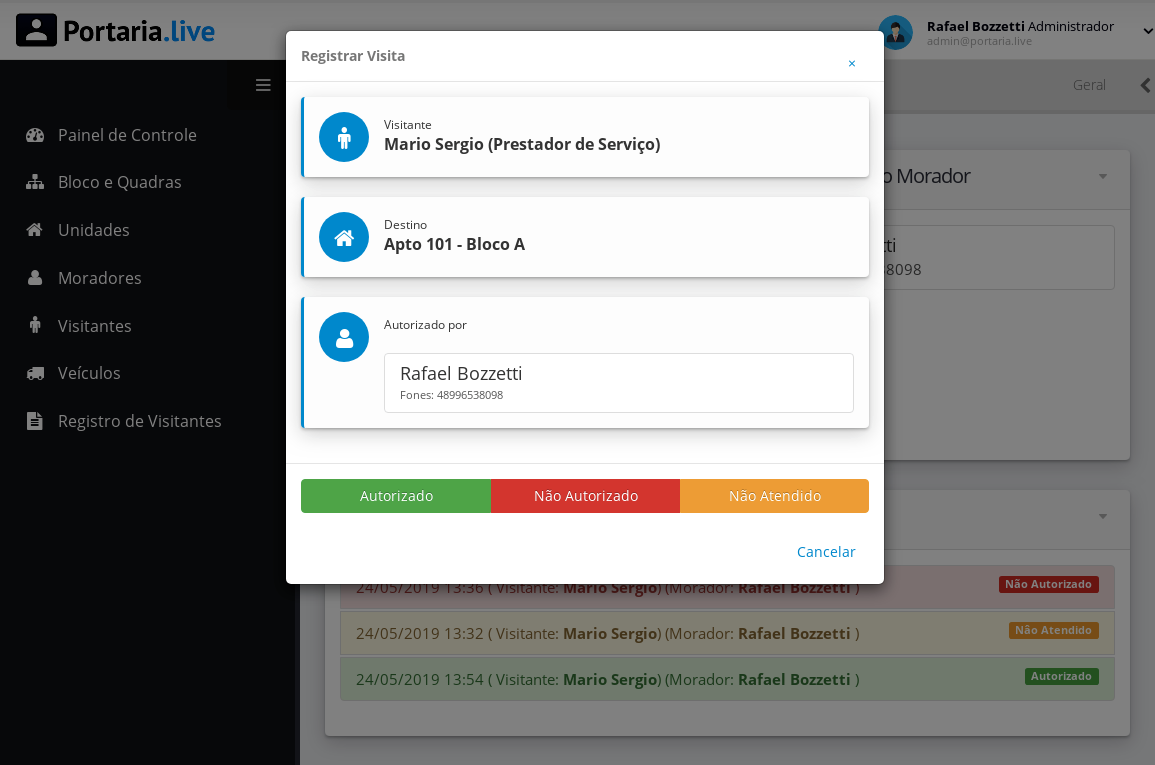 Portaria.live
Rafael Bozzetti Administrador
admin@portaria.live
Registrar Visita
×
Geral
Painel de Controle
Bloco e Quadras
Unidades
Moradores
Visitantes
Veículos
Registro de Visitantes
Visitante
Mario Sergio (Prestador de Serviço)
Destino
Apto 101 - Bloco A
Autorizado por
Rafael Bozzetti
Fones: 48996538098
Autorizado
Não Autorizado
Não Atendido
Cancelar
Morador
8098
24/05/2019 13:36 ( Visitante: Mario Sergio) (Morador: Rafael Bozzetti )
Não Autorizado
24/05/2019 13:32 ( Visitante: Mario Sergio) (Morador: Rafael Bozzetti )
Não Atendido
24/05/2019 13:54 ( Visitante: Mario Sergio) (Morador: Rafael Bozzetti )
Autorizado